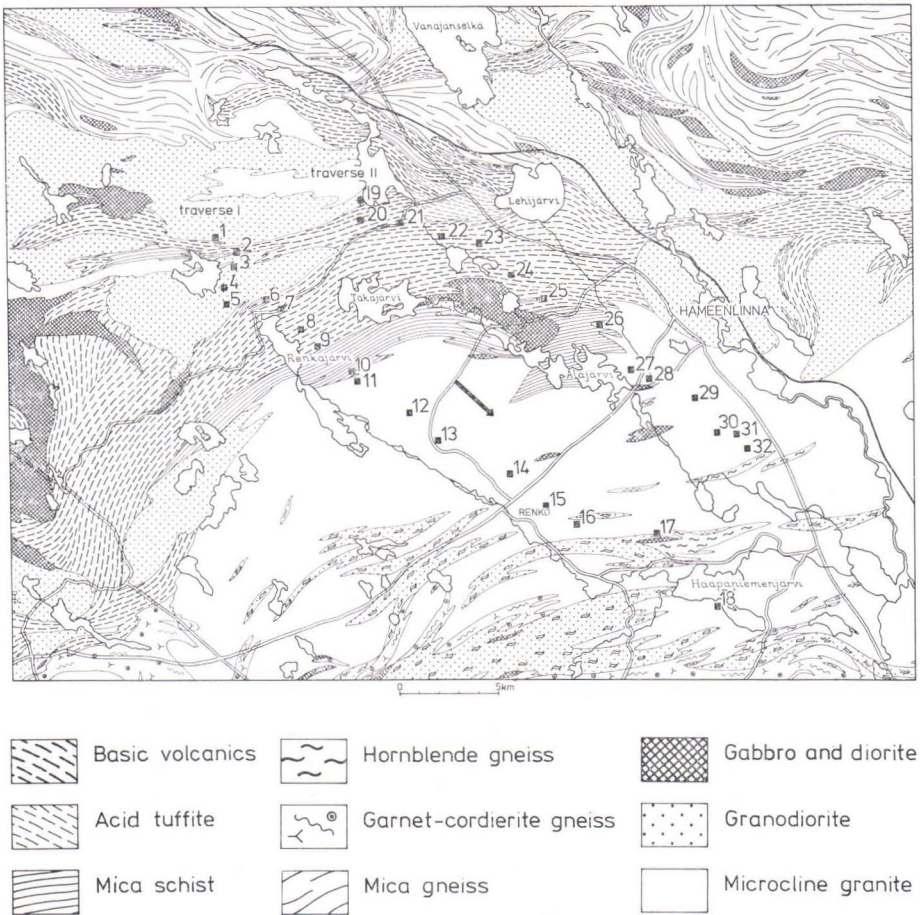 Vanajanselkä
traverse II
19
20
21
Lehijärvi
traverse I
1
22
23
2
3
24
4
5
6
7
Takajärvi
25
HÄMEENLINNA
8
26
9
Renkajärvi
10
11
Alajärvi
27
28
29
12
30
31
13
32
14
15
RENKO
16
17
Haapaniemenjärvi
18
0 5km
Basic volcanics
Hornblende gneiss
Gabbro and diorite
Acid tuffite
Garnet-cordierite gneiss
Granodiorite
Mica schist
Mica gneiss
Microcline granite